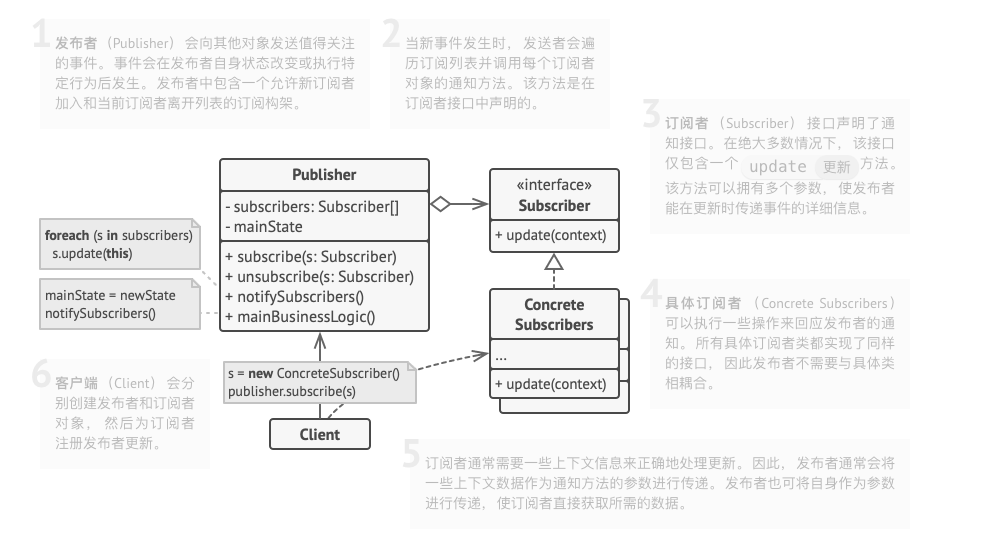 1
发布者 （Publisher） 会向其他对象发送值得关注
的事件。 事件会在发布者自身状态改变或执行特
定行为后发生。 发布者中包含一个允许新订阅者
加入和当前订阅者离开列表的订阅构架。
2
当新事件发生时， 发送者会遍
历订阅列表并调用每个订阅者
对象的通知方法。 该方法是在
订阅者接口中声明的。
3
订阅者 （Subscriber） 接口声明了通
知接口。 在绝大多数情况下， 该接口
仅包含一个 update 更新 方法。
该方法可以拥有多个参数， 使发布者
能在更新时传递事件的详细信息。
Publisher
- subscribers: Subscriber[]
- mainState
+ subscribe(s: Subscriber)
+ unsubscribe(s: Subscriber)
+ notifySubscribers()
+ mainBusinessLogic()
«interface»
Subscriber
+ update(context)
foreach (s in subscribers)
s.update(this)
mainState = newState
notifySubscribers()
Concrete
Subscribers
...
+ update(context)
4
具体订阅者 （Concrete Subscribers）
可以执行一些操作来回应发布者的通
知。 所有具体订阅者类都实现了同样
的接口， 因此发布者不需要与具体类
相耦合。
6
客户端 （Client） 会分
别创建发布者和订阅者
对象， 然后为订阅者
注册发布者更新。
s = new ConcreteSubscriber()
publisher.subscribe(s)
Client
5
订阅者通常需要一些上下文信息来正确地处理更新。 因此， 发布者通常会将
一些上下文数据作为通知方法的参数进行传递。 发布者也可将自身作为参数
进行传递， 使订阅者直接获取所需的数据。